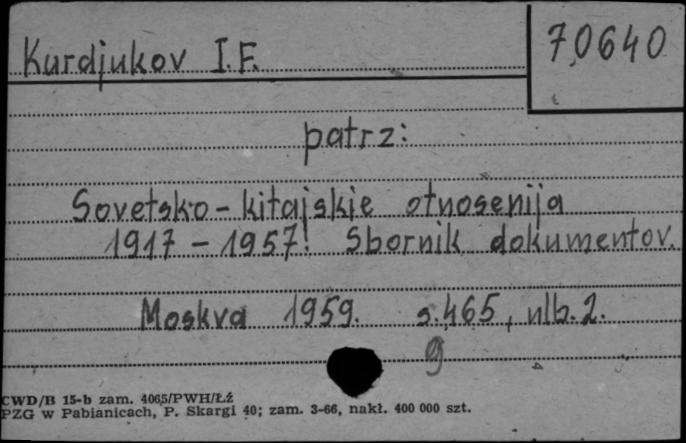 Kurdjukov I.F.
70640
patrz:
Sovetsko-kitajskie otnosenija
1917-1957. Sbornik dokumentov.
Moskva 1959. s.465, nlb.2.
g
CWD/B 15-b zam. 4065/PWH/Łź
PZG w Pabianicach, P. Skargi 40; zam. 3-66, nakł. 400 000 szt.